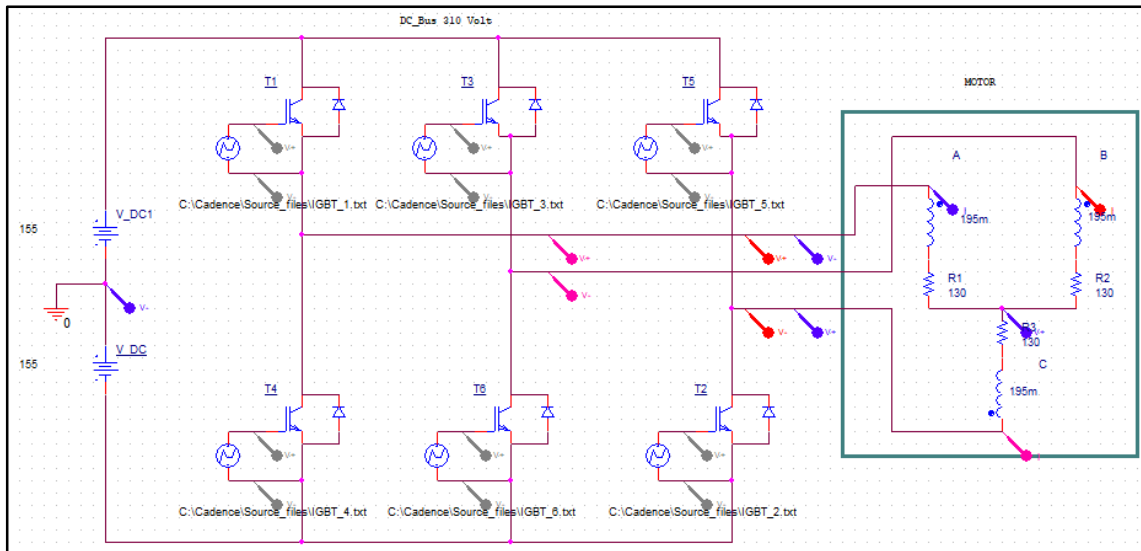 DC_Bus 310 Volt
T1
T3
T5
MOTOR
V+
V+
V+
A
B
V-
V-
V-
C:\Cadence\Source_files\IGBT_1.txt
C:\Cadence\Source_files\IGBT_3.txt
C:\Cadence\Source_files\IGBT_5.txt
V_DC1
155
195m
I
195m
I
V+
V+
V-
R1
130
R2
130
V-
V-
0
V-
V+
R3
130
V+
V_DC
155
C
195m
T4
T6
T2
V+
V+
V+
I
V-
V-
V-
C:\Cadence\Source_files\IGBT_4.txt
C:\Cadence\Source_files\IGBT_6.txt
C:\Cadence\Source_files\IGBT_2.txt